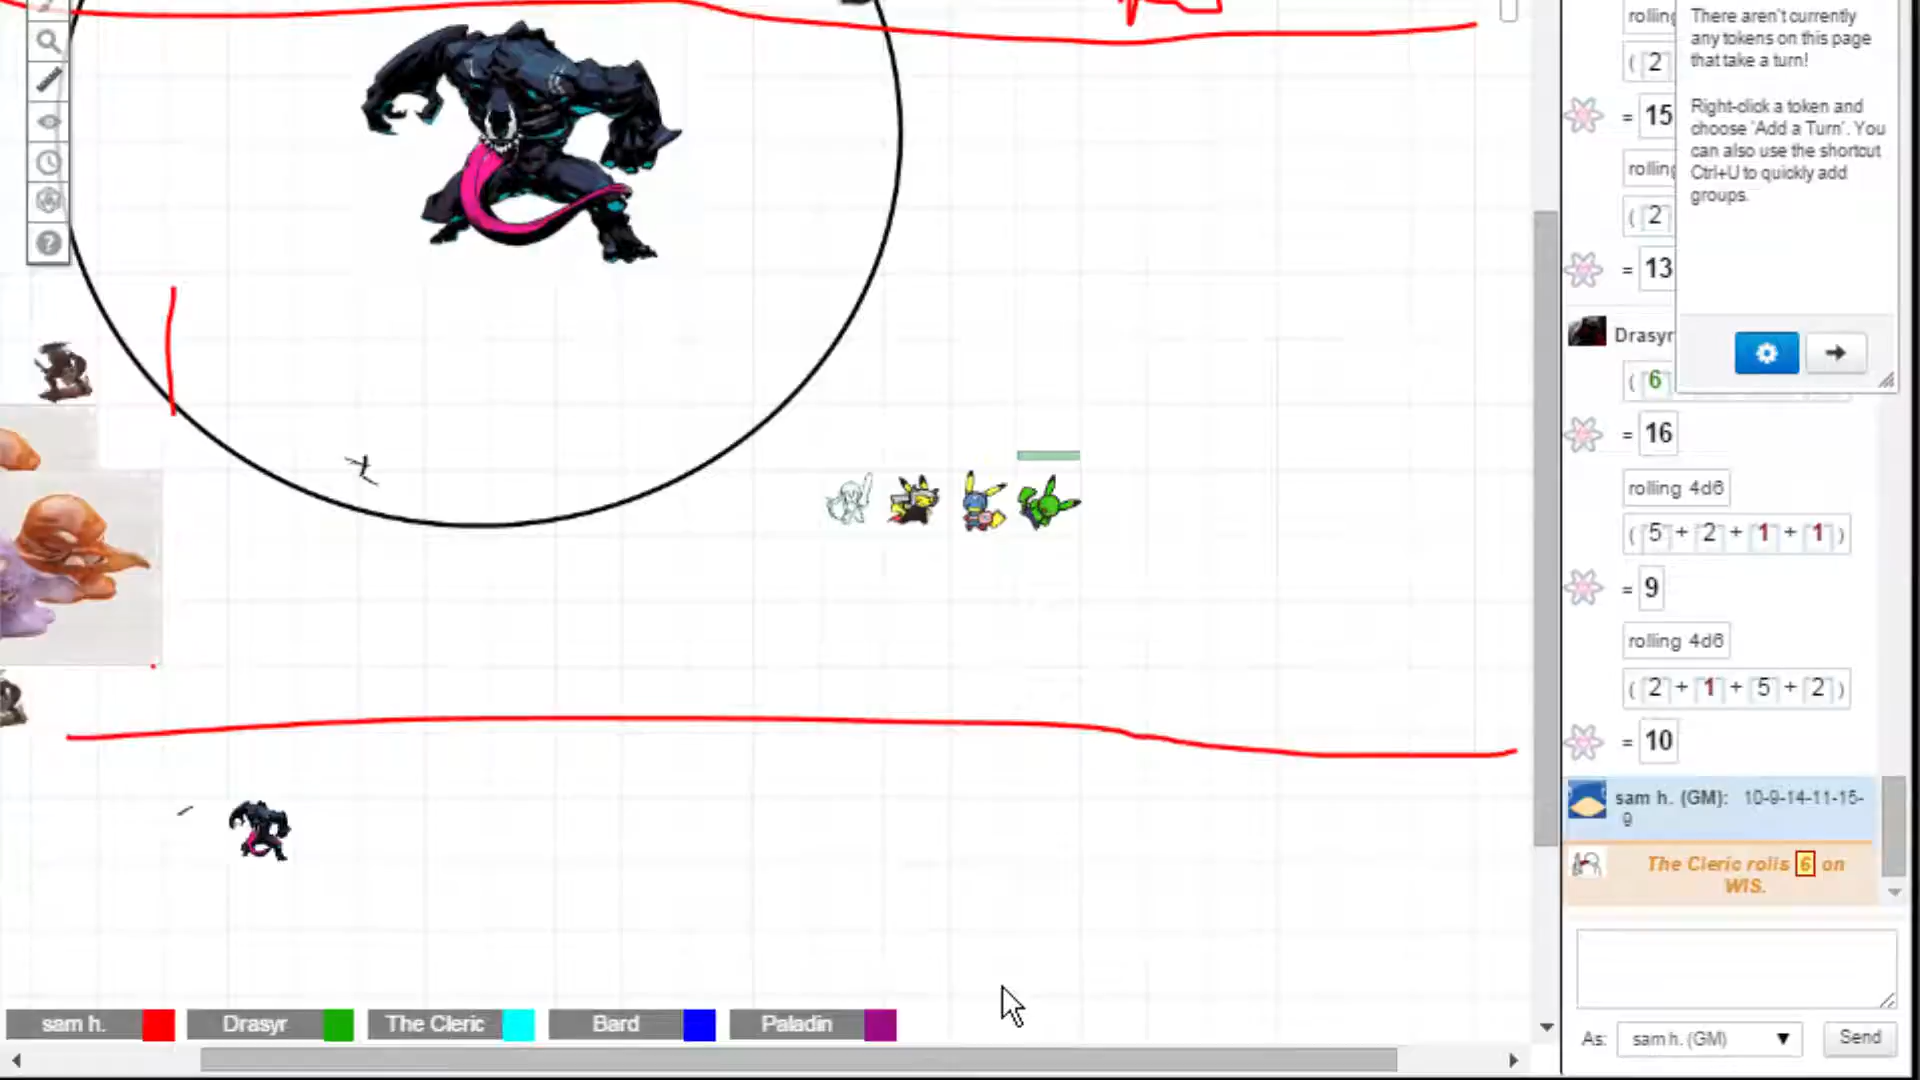 rolling
( 2
= 15
rolling
( 2
= 13
There aren't currently
any tokens on this page
that take a turn!
Right-click a token and
choose 'Add a Turn'. You
can also use the shortcut
Ctrl+U to quickly add
groups.
Drasyr
( 6
= 16
rolling 4d6
( 5 + 2 + 1 + 1 )
= 9
rolling 4d6
( 2 + 1 + 5 + 2 )
= 10
sam h. (GM): 10-9-14-11-15-
9
The Cleric rolls 6 on
WIS.
sam h.
Drasyr
The Cleric
Bard
Paladin
As: sam h. (GM)
Send